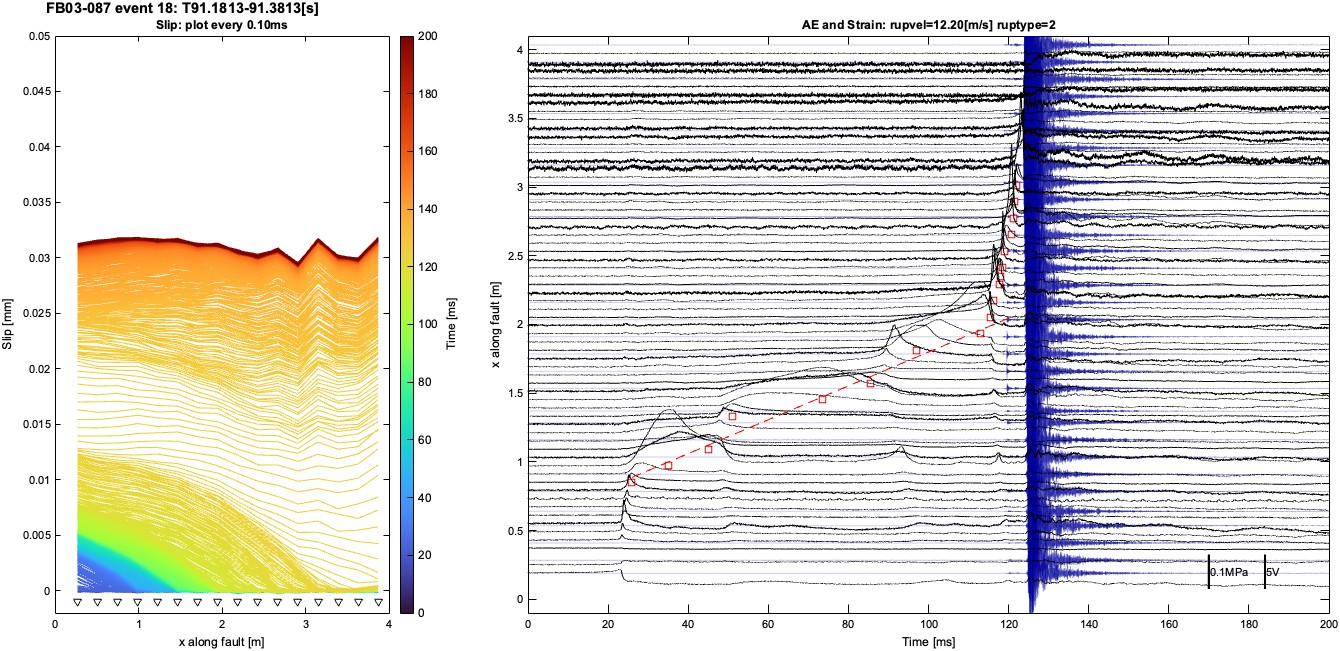 FB03-087 event 18: T91.1813-91.3813[s]
Slip: plot every 0.10ms
0.05
0.045
0.04
0.035
0.03
0.025
0.02
0.015
0.01
0.005
0
Slip [mm]
0 1 2 3 4
x along fault [m]
200
180
160
140
120
100
80
60
40
20
0
Time [ms]
AE and Strain: rupvel=12.20[m/s] ruptype=2
4
3.5
3
2.5
2
1.5
1
0.5
0
x along fault [m]
0.1MPa 5V
0 20 40 60 80 100 120 140 160 180 200
Time [ms]